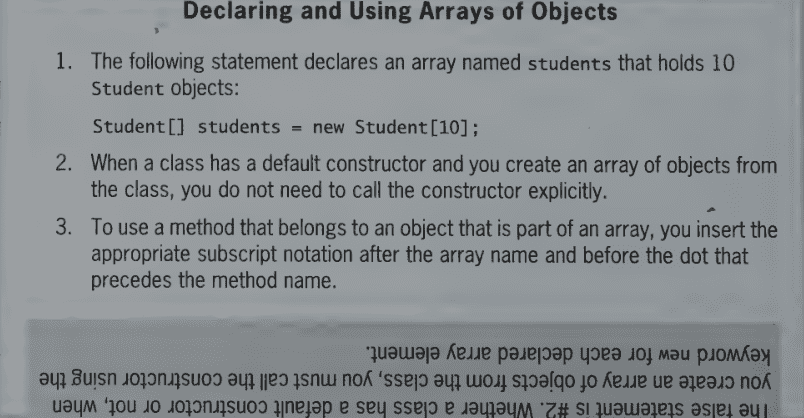 Declaring and Using Arrays of Objects
1. The following statement declares an array named students that holds 10
Student objects:
Student[] students = new Student[10];
2. When a class has a default constructor and you create an array of objects from
the class, you do not need to call the constructor explicitly.
3. To use a method that belongs to an object that is part of an array, you insert the
appropriate subscript notation after the array name and before the dot that
precedes the method name.
The false statement is #2. Whether a class has a default constructor or not, when
you create an array of objects from the class, you must call the constructor using the
keyword new for each declared array element.